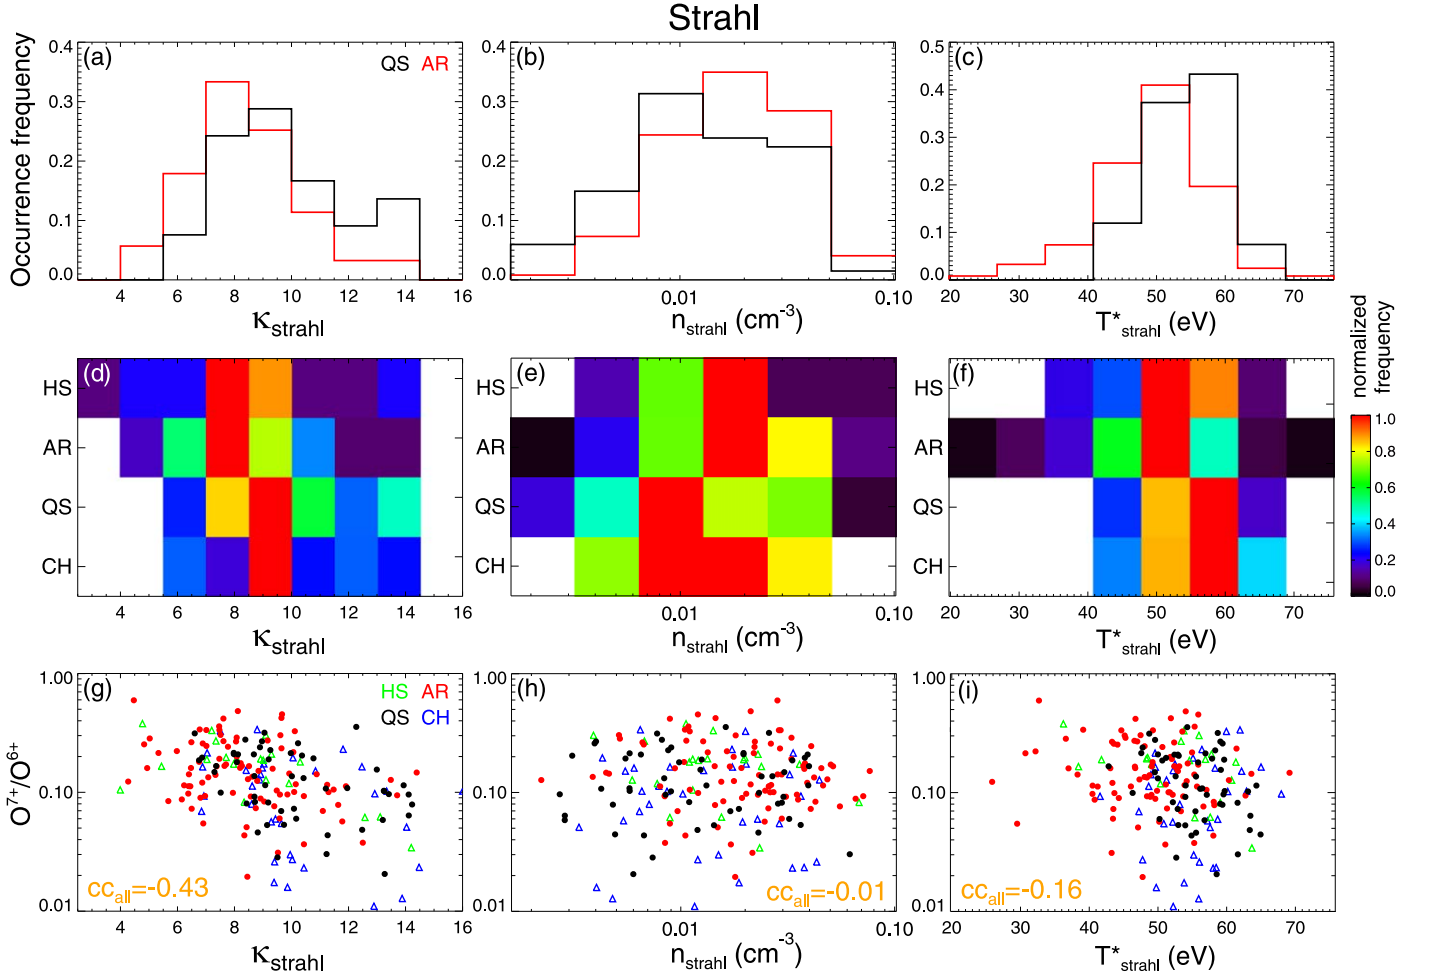 Strahl
(a) QS AR
(b)
(c)
Occurrence frequency
0.4
0.3
0.2
0.1
0.0
4 6 8 10 12 14 16
κstrahl
0.4
0.3
0.2
0.1
0.0
0.01 0.10
nstrahl (cm-3)
0.5
0.4
0.3
0.2
0.1
0.0
20 30 40 50 60 70
T*strahl (eV)
(d)
HS
AR
QS
CH
4 6 8 10 12 14 16
κstrahl
(e)
HS
AR
QS
CH
0.01 0.10
nstrahl (cm-3)
(f)
HS
AR
QS
CH
20 30 40 50 60 70
T*strahl (eV)
normalized
frequency
1.0
0.8
0.6
0.4
0.2
0.0
(g)
HS AR
QS CH
O7+/O6+
1.00
0.10
0.01
ccall=-0.43
4 6 8 10 12 14 16
κstrahl
(h)
1.00
0.10
0.01
ccall=-0.01
0.01 0.10
nstrahl (cm-3)
(i)
1.00
0.10
0.01
ccall=-0.16
20 30 40 50 60 70
T*strahl (eV)